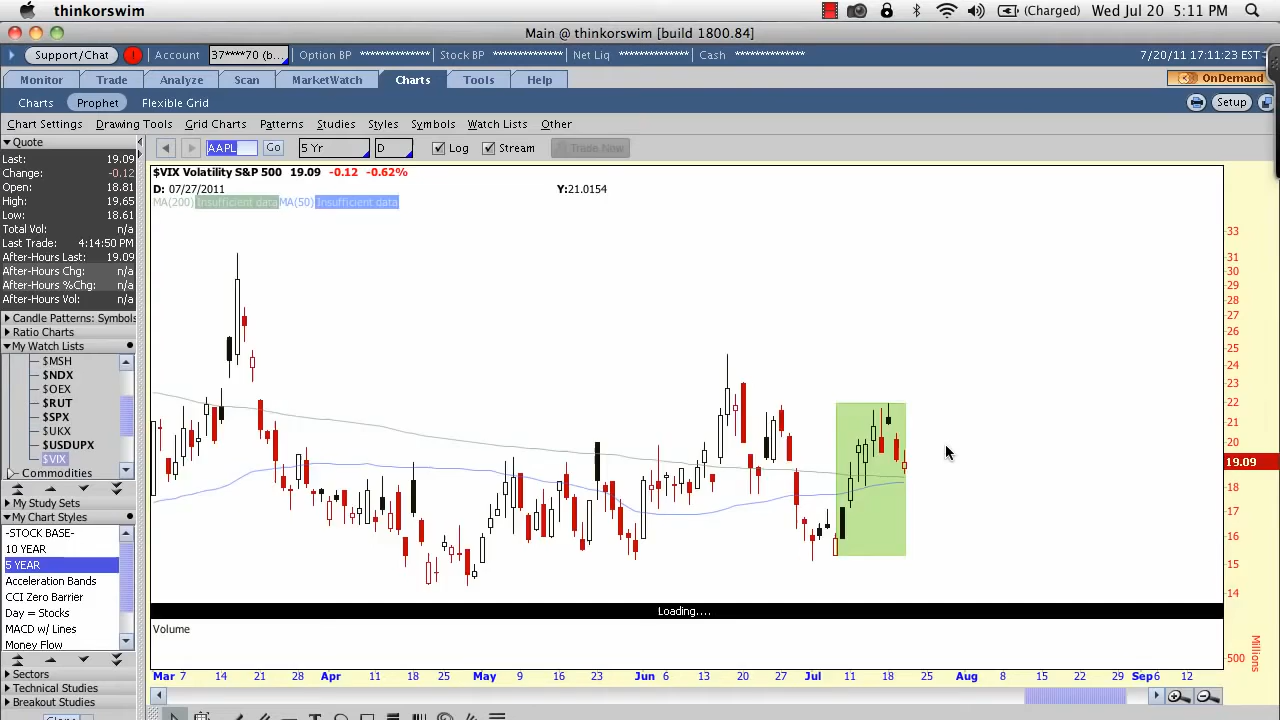 thinkorswim (Charged) Wed Jul 20 5:11 PM
Main @ thinkorswim [build 1800.84]
Support/Chat Account 37****70 (b... Option BP ************** Stock BP ************** Net Liq ************** Cash ************** 7/20/11 17:11:23 EST
Monitor Trade Analyze Scan MarketWatch Charts Tools Help OnDemand
Charts Prophet Flexible Grid Setup
Chart Settings Drawing Tools Grid Charts Patterns Studies Styles Symbols Watch Lists Other
Quote
AAPL Go 5 Yr D Log Stream Trade Now
Last: 19.09
Change: -0.12
Open: 18.81
High: 19.65
Low: 18.61
Total Vol: n/a
Last Trade: 4:14:50 PM
After-Hours Last: 19.09
After-Hours Chg: n/a
After-Hours %Chg: n/a
After-Hours Vol: n/a
Candle Patterns: Symbols
Ratio Charts
My Watch Lists
$MSH
$NDX
$OEX
$RUT
$SPX
$UKX
$USDUPX
$VIX
Commodities
My Study Sets
My Chart Styles
-STOCK BASE-
10 YEAR
5 YEAR
Acceleration Bands
CCI Zero Barrier
Day = Stocks
MACD w/ Lines
Money Flow
Sectors
Technical Studies
Breakout Studies
$VIX Volatility S&P 500 19.09 -0.12 -0.62%
D: 07/27/2011 Y:21.0154
MA(200) Insufficient data MA(50) Insufficient data
33
31
30
29
28
27
26
25
24
23
22
21
20
19.09
18
17
16
15
14
Loading....
Volume
500
Millions
Mar 7 14 21 28 Apr 11 18 25 May 9 16 23 Jun 6 13 20 27 Jul 11 18 25 Aug 8 15 22 29 Sep 6 12